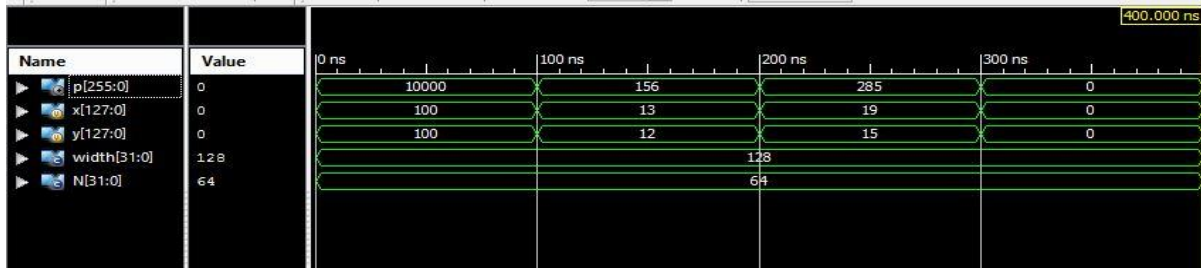 400.000 ns
Name Value 0 ns 100 ns 200 ns 300 ns
p[255:0] 0 10000 156 285 0
x[127:0] 0 100 13 19 0
y[127:0] 0 100 12 15 0
width[31:0] 128 128
N[31:0] 64 64